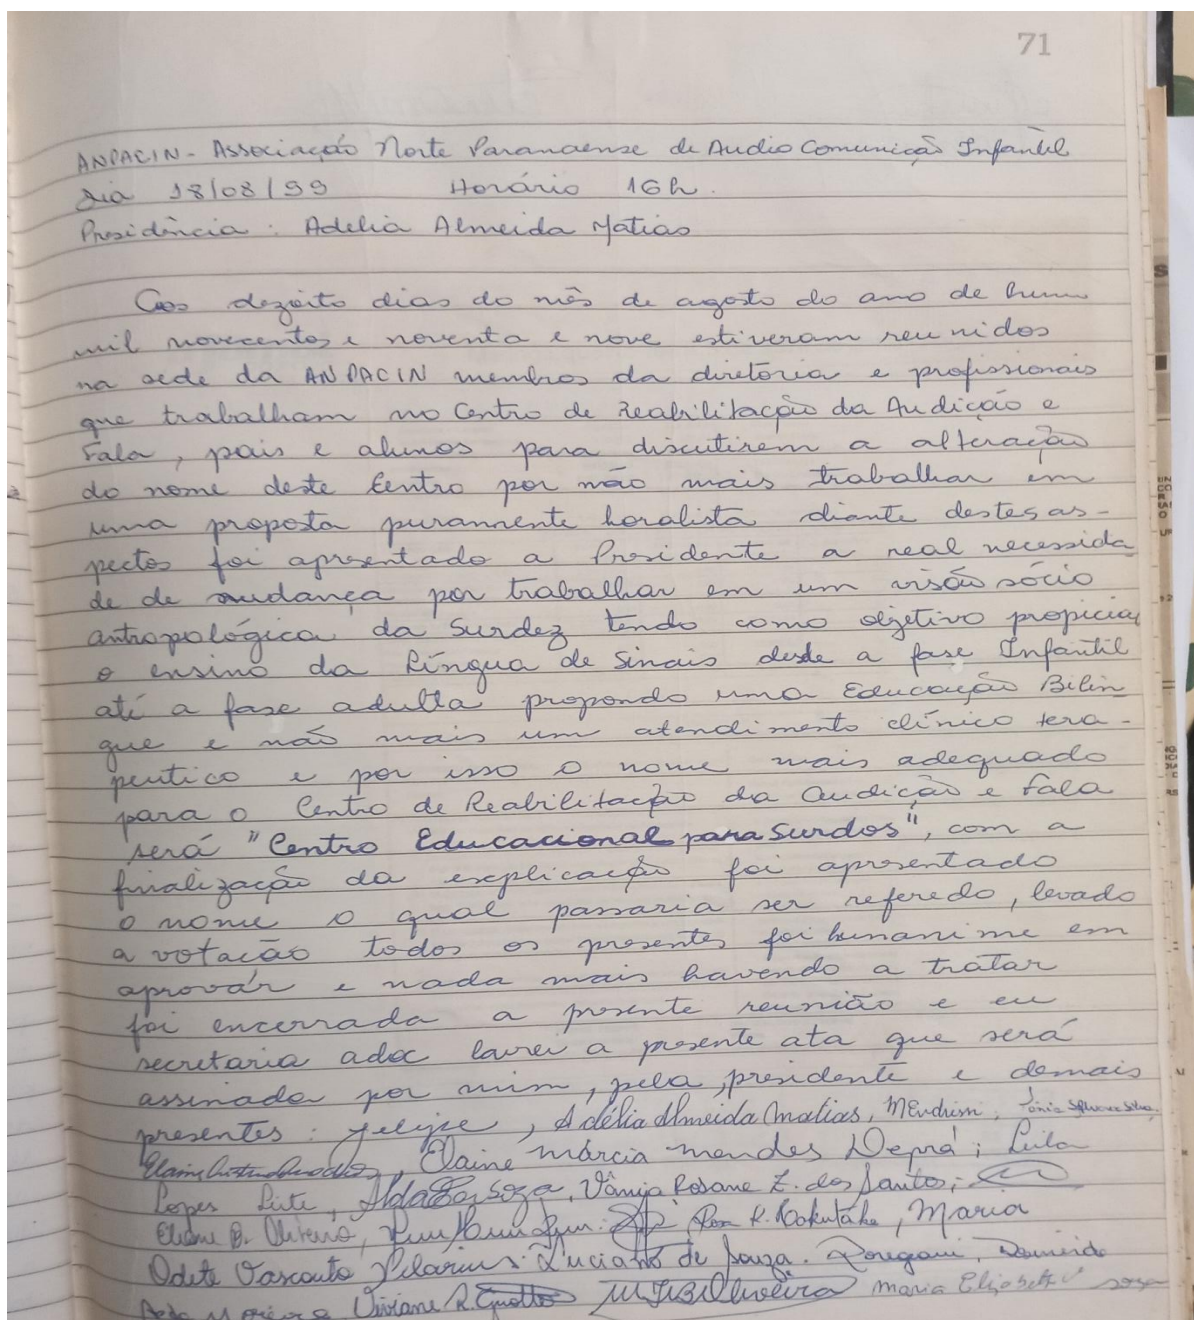 71
ANPACIN - Associação Norte Paranaense de Audio Comunicação Infantil
Dia 18/08/99 Horário 16h.
Presidência: Adelia Almeida Matias
Aos dezoito dias do mês de agosto do ano de hum
mil novecentos e noventa e nove estiveram reunidos
na sede da ANPACIN membros da diretoria e profissionais
que trabalham no Centro de Reabilitação da Audição e
Fala, pais e alunos para discutirem a alteração
do nome deste Centro por não mais trabalhar em
uma proposta puramente horalista diante destes as-
pectos foi apresentado a Presidente a real necessida
de de mudança por trabalhar em um visão sócio
antropológica da Surdez tendo como objetivo propiciar
o ensino da Língua de Sinais desde a fase Infantil
até a fase adulta propondo uma Educação Bilin
gue e não mais um atendimento clínico tera-
peutico e por isso o nome mais adequado
para o Centro de Reabilitação da Audição e Fala
será "Centro Educacional para Surdos", com a
finalização da explicação foi apresentado
o nome o qual passaria ser referedo, levado
a votação todos os presentes foi hunanime em
aprovár e nada mais havendo a tratar
foi encerrada a presente reunião e eu
secretaria adoc lavrei a presente ata que será
assinada por mim, pela presidente e demais
presentes: Felipe, Adélia Almeida Matias,
Elaine Márcia Mendes Deprá; Leila
Lopes Leite, Vânia Rosane Z. dos Santos;
Eliane B. K. Kokutake, Maria
Odete Vasconto Luciano de Souza.
Viviane R. Maria Elizabeth